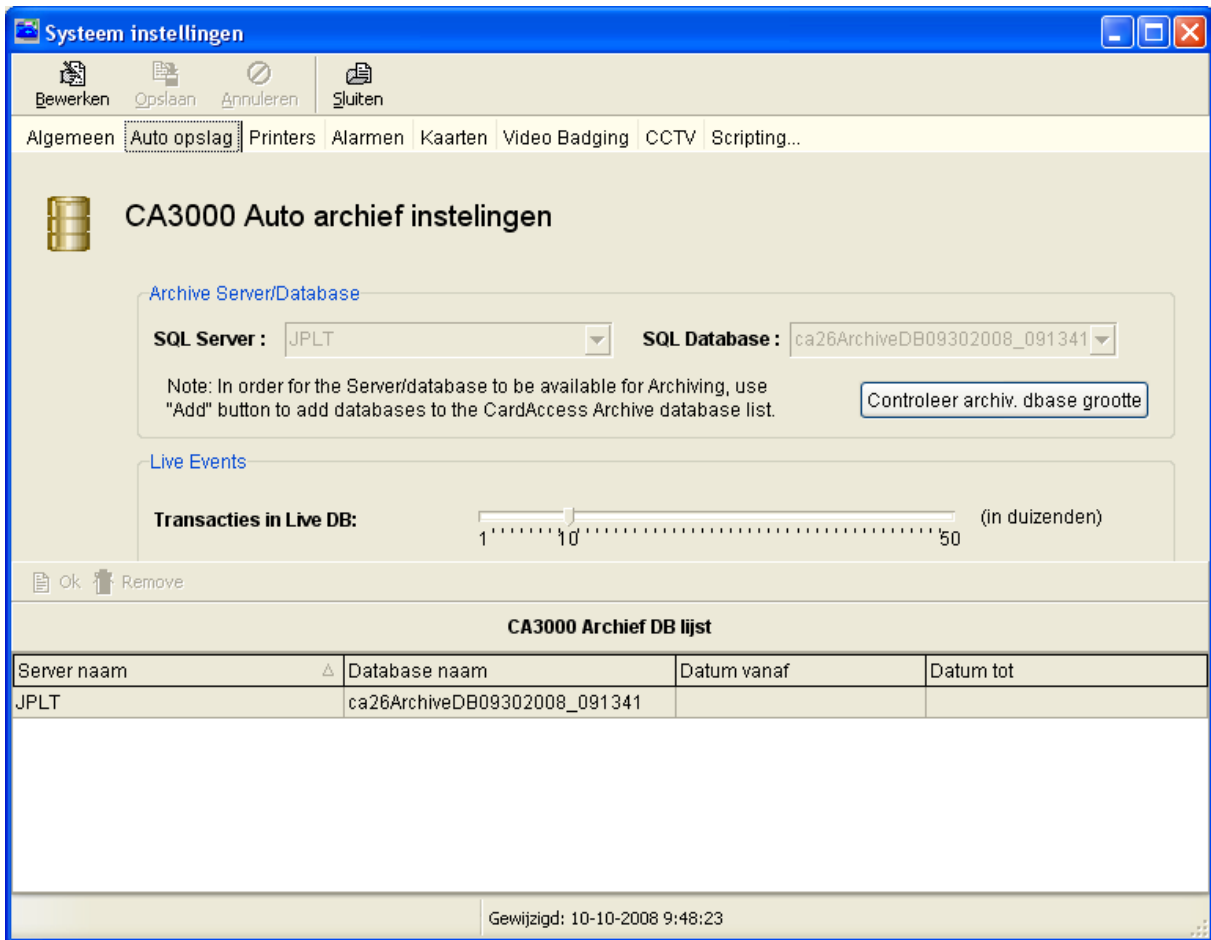 Systeem instellingen
Bewerken Opslaan Annuleren Sluiten
Algemeen Auto opslag Printers Alarmen Kaarten Video Badging CCTV Scripting...
CA3000 Auto archief instelingen
Archive Server/Database
SQL Server : JPLT SQL Database : ca26ArchiveDB09302008_091341
Note: In order for the Server/database to be available for Archiving, use
"Add" button to add databases to the CardAccess Archive database list.
Controleer archiv. dbase grootte
Live Events
Transacties in Live DB: (in duizenden)
1 10 50
Ok Remove
CA3000 Archief DB lijst
Server naam Database naam Datum vanaf Datum tot
JPLT ca26ArchiveDB09302008_091341
Gewijzigd: 10-10-2008 9:48:23